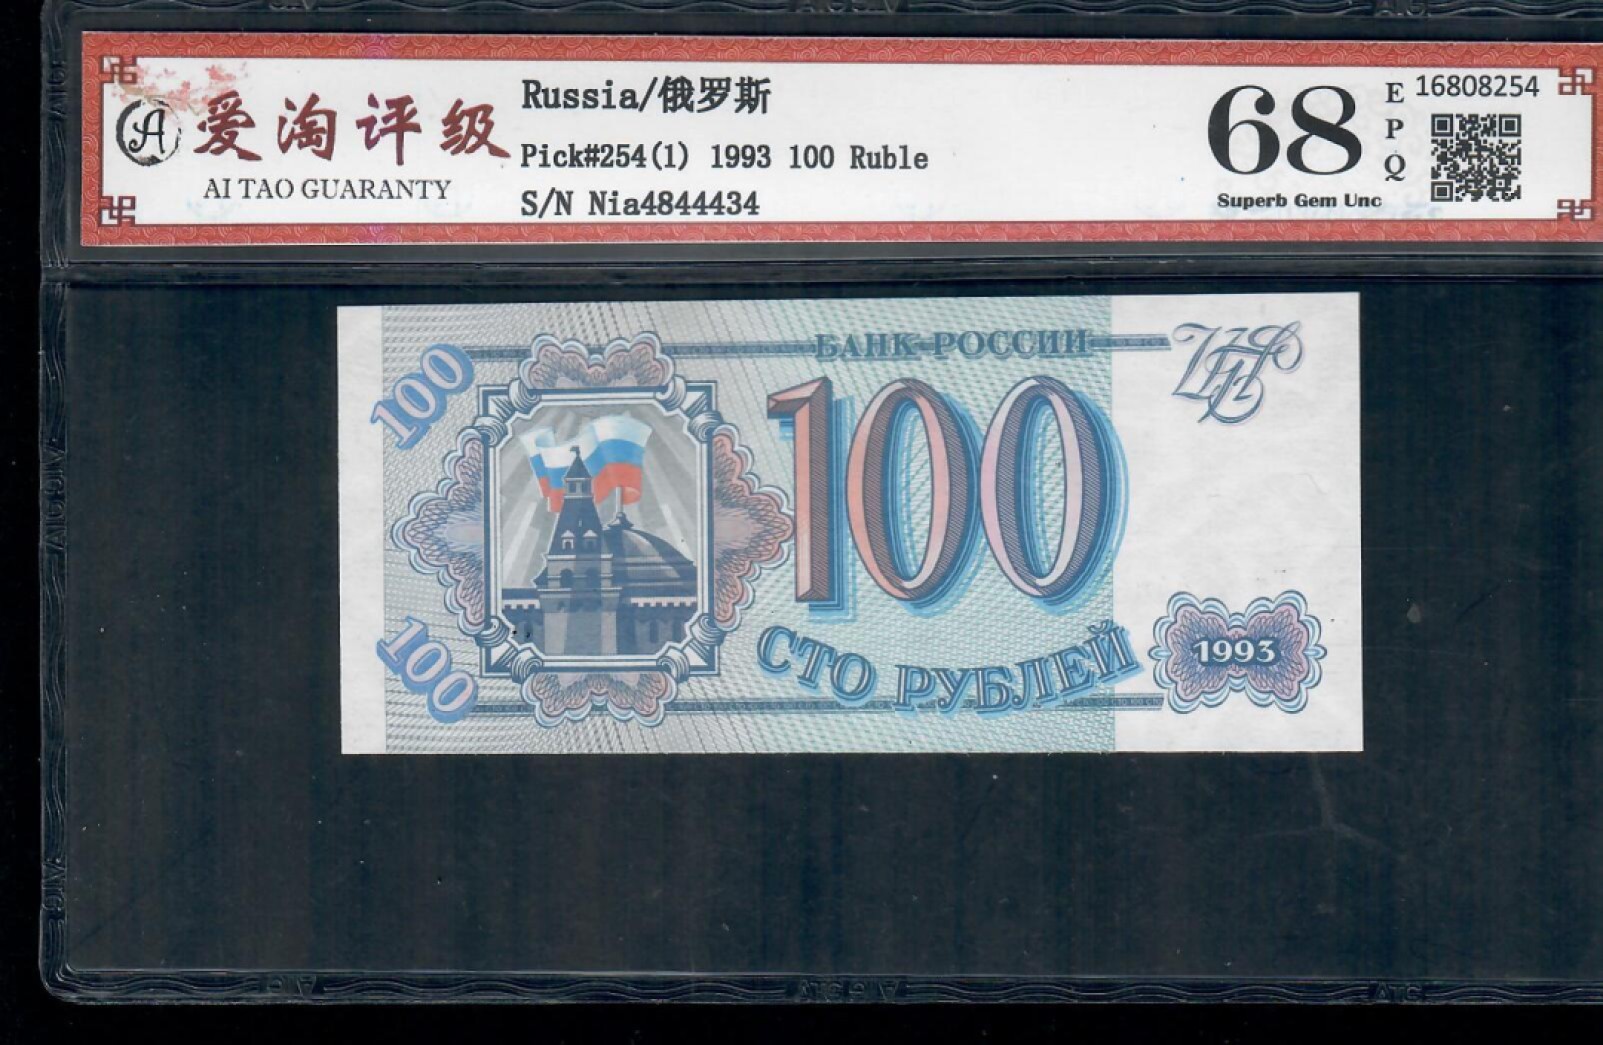 爱淘评级
AI TAO GUARANTY
Russia/俄罗斯
Pick#254(1) 1993 100 Ruble
S/N Nia4844434
68
EPQ
Superb Gem Unc
16808254
БАНК РОССИИ
100
100
100
СТО РУБЛЕЙ
1993